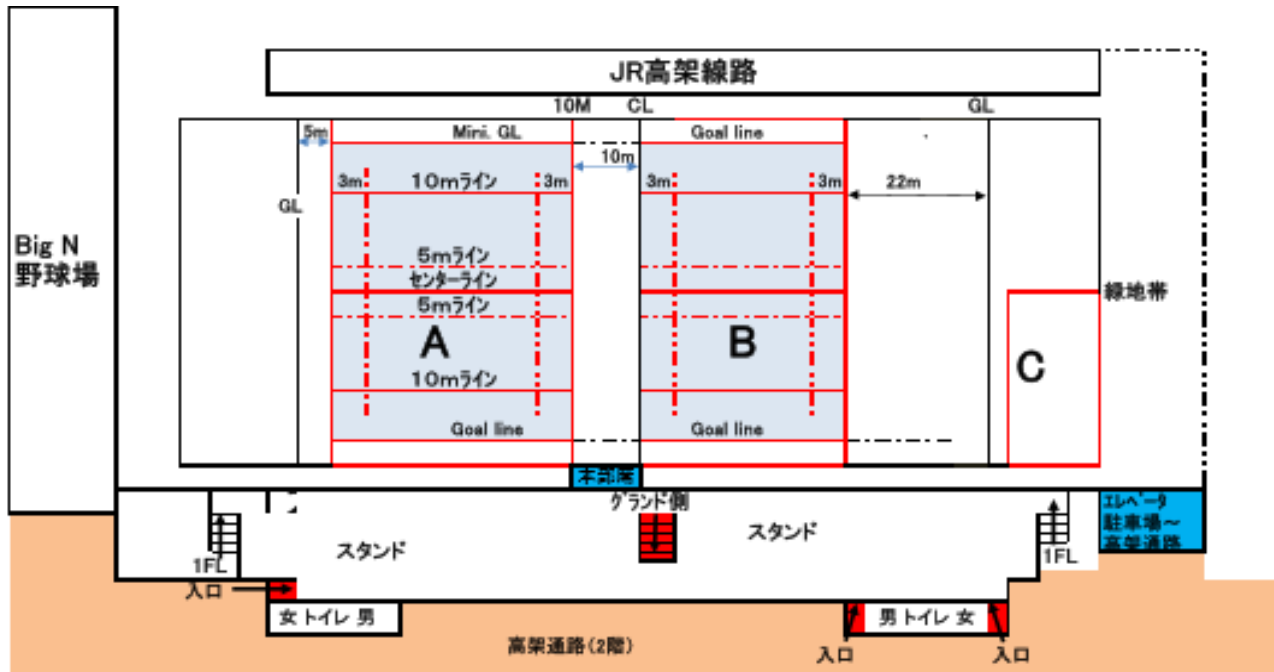 JR高架線路
10M CL GL
5m Mini. GL Goal line
10m
3m 10mライン 3m 3m 3m 22m
GL
Big N
野球場
5mライン
センターライン
5mライン
緑地帯
A B C
10mライン
Goal line Goal line
本部席
グランド側
エレベータ
駐車場~
高架通路
スタンド スタンド
1FL 1FL
入口
女 トイレ 男 男 トイレ 女
高架通路(2階)
入口 入口